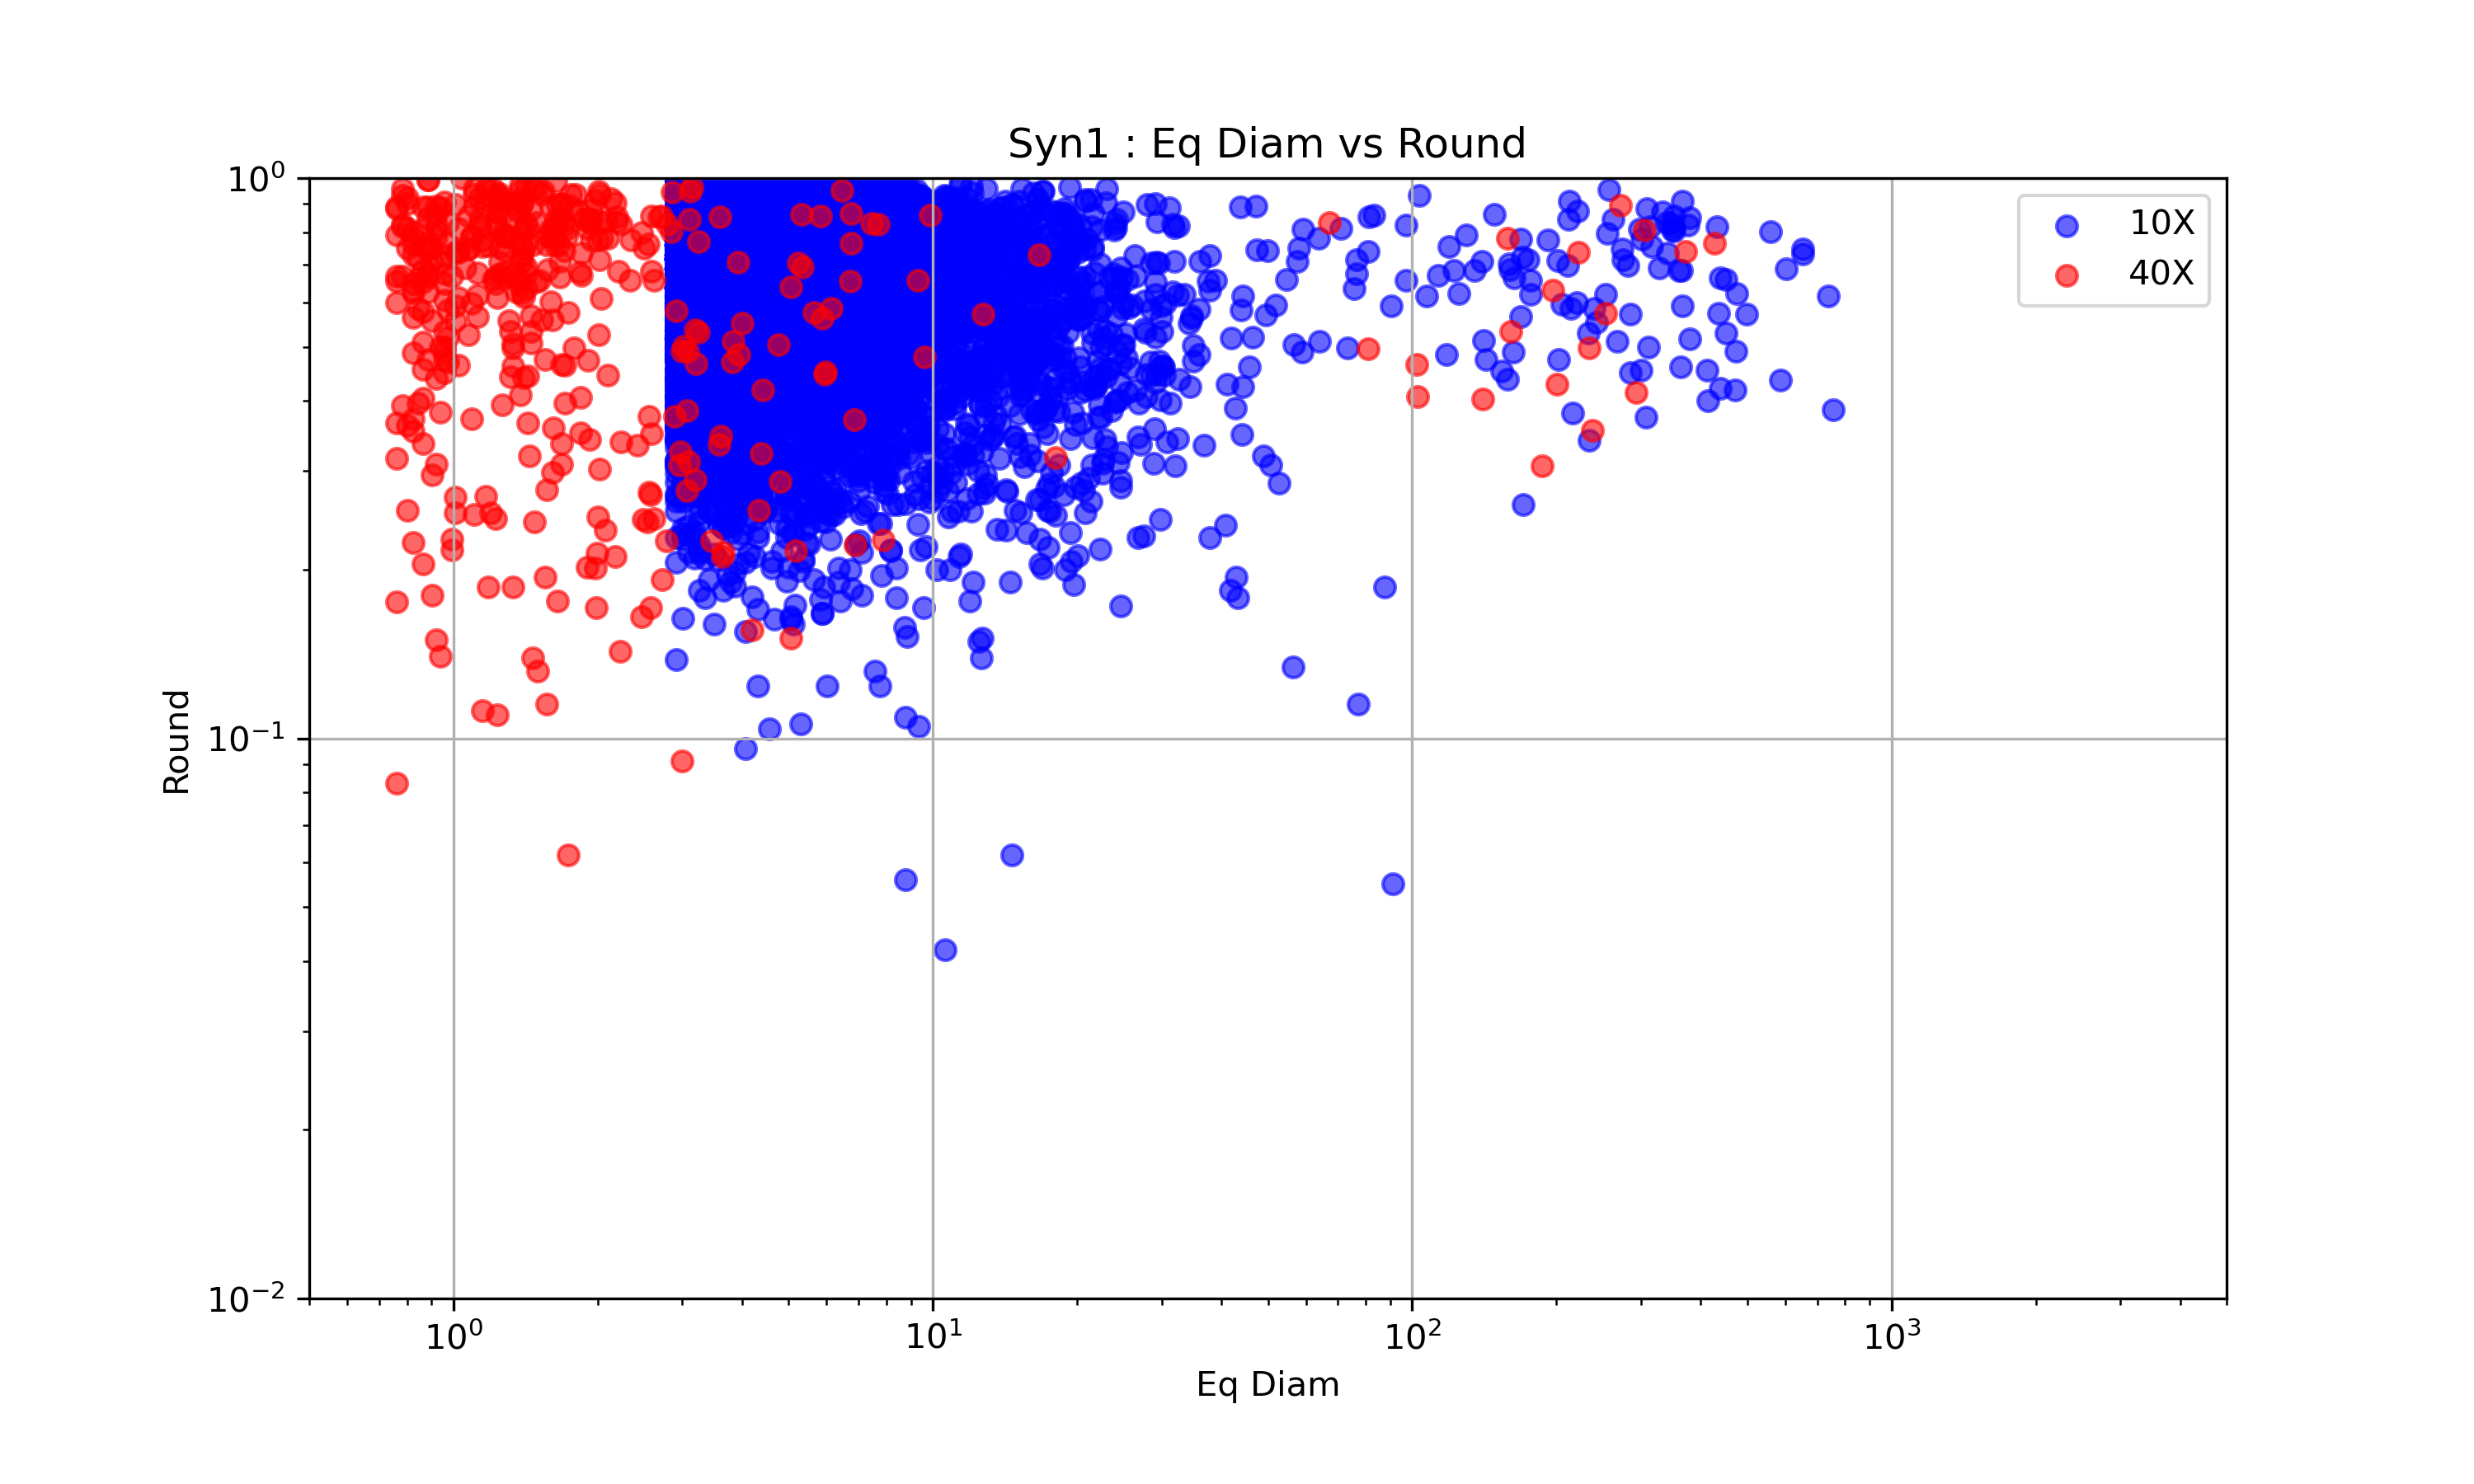 Syn1 : Eq Diam vs Round
10X
40X
Round
10⁰
10⁻¹
10⁻²
10⁰ 10¹ 10² 10³
Eq Diam